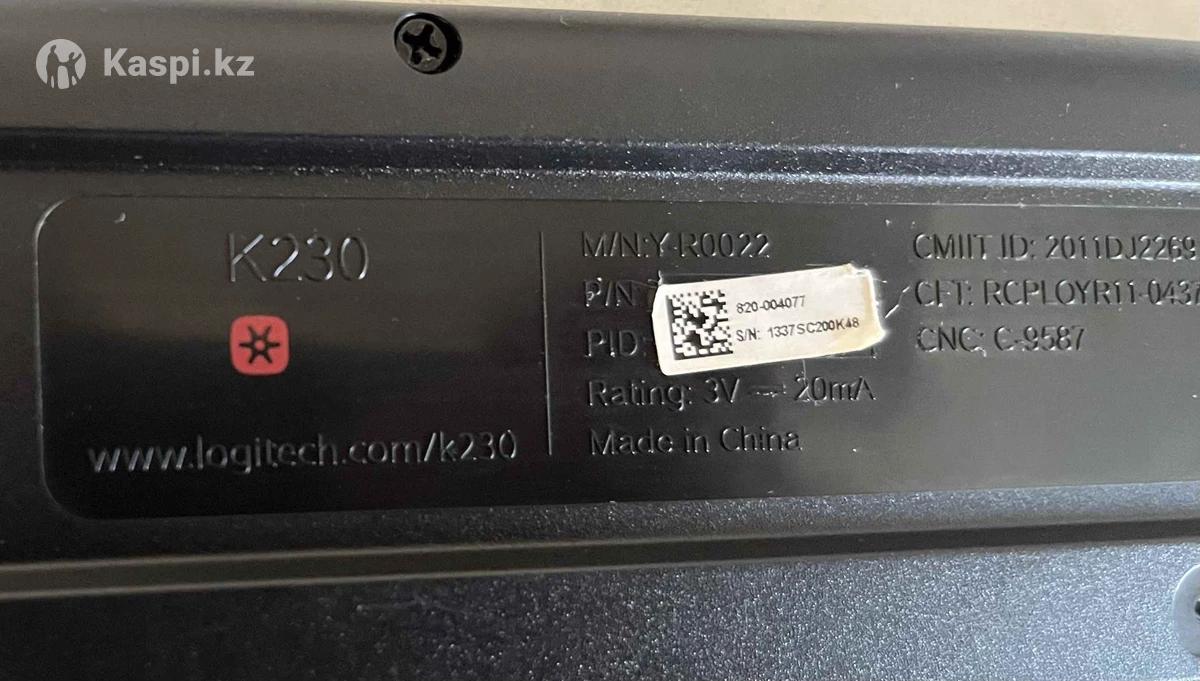 Kaspi.kz
K230
www.logitech.com/k230
M/N:Y-R0022
P/N
PID:
Rating: 3V ⎓ 20mA
Made in China
820-004077
S/N: 1337SC200K48
CMIIT ID: 2011DJ2269
CFT: RCPLOYR11-0437
CNC: C-9587